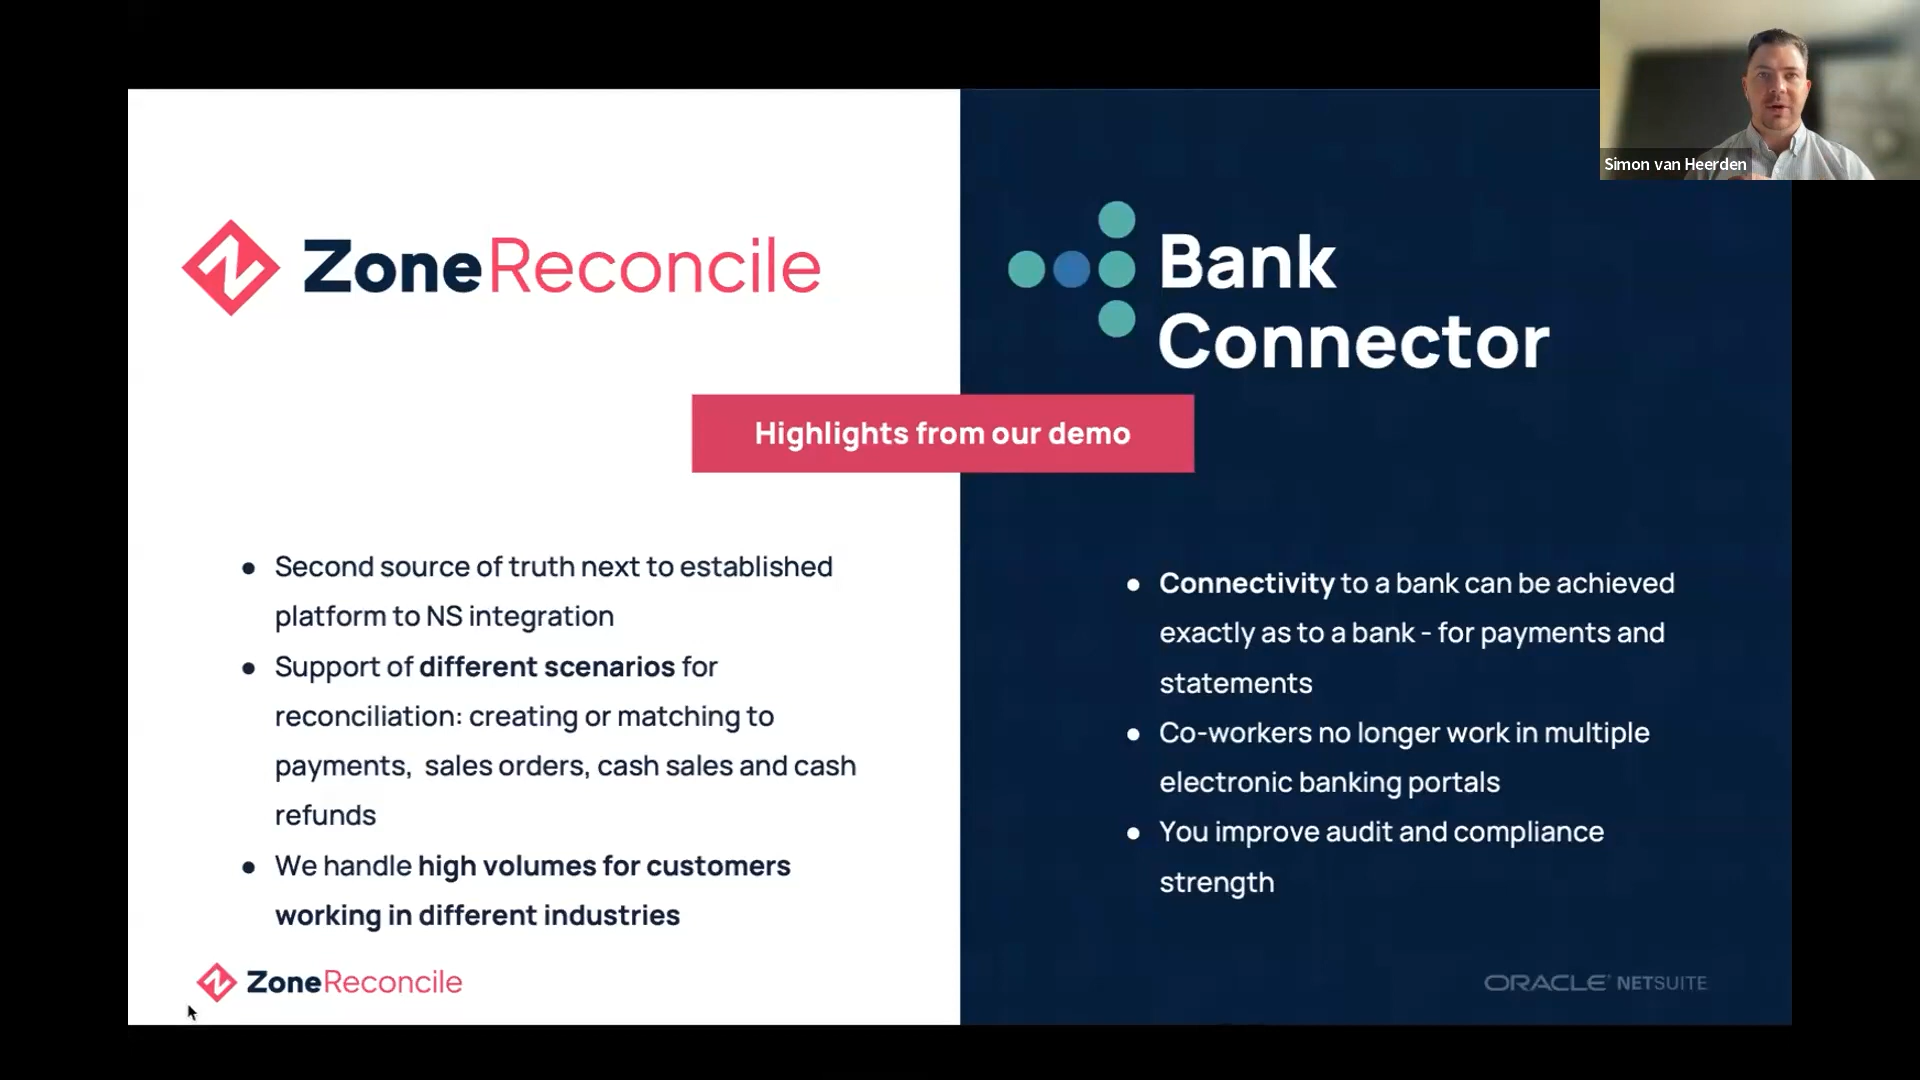 Simon van Heerden
ZoneReconcile
Bank
Connector
Highlights from our demo
● Second source of truth next to established
platform to NS integration
● Support of different scenarios for
reconciliation: creating or matching to
payments, sales orders, cash sales and cash
refunds
● We handle high volumes for customers
working in different industries
● Connectivity to a bank can be achieved
exactly as to a bank - for payments and
statements
● Co-workers no longer work in multiple
electronic banking portals
● You improve audit and compliance
strength
ZoneReconcile
ORACLE NETSUITE